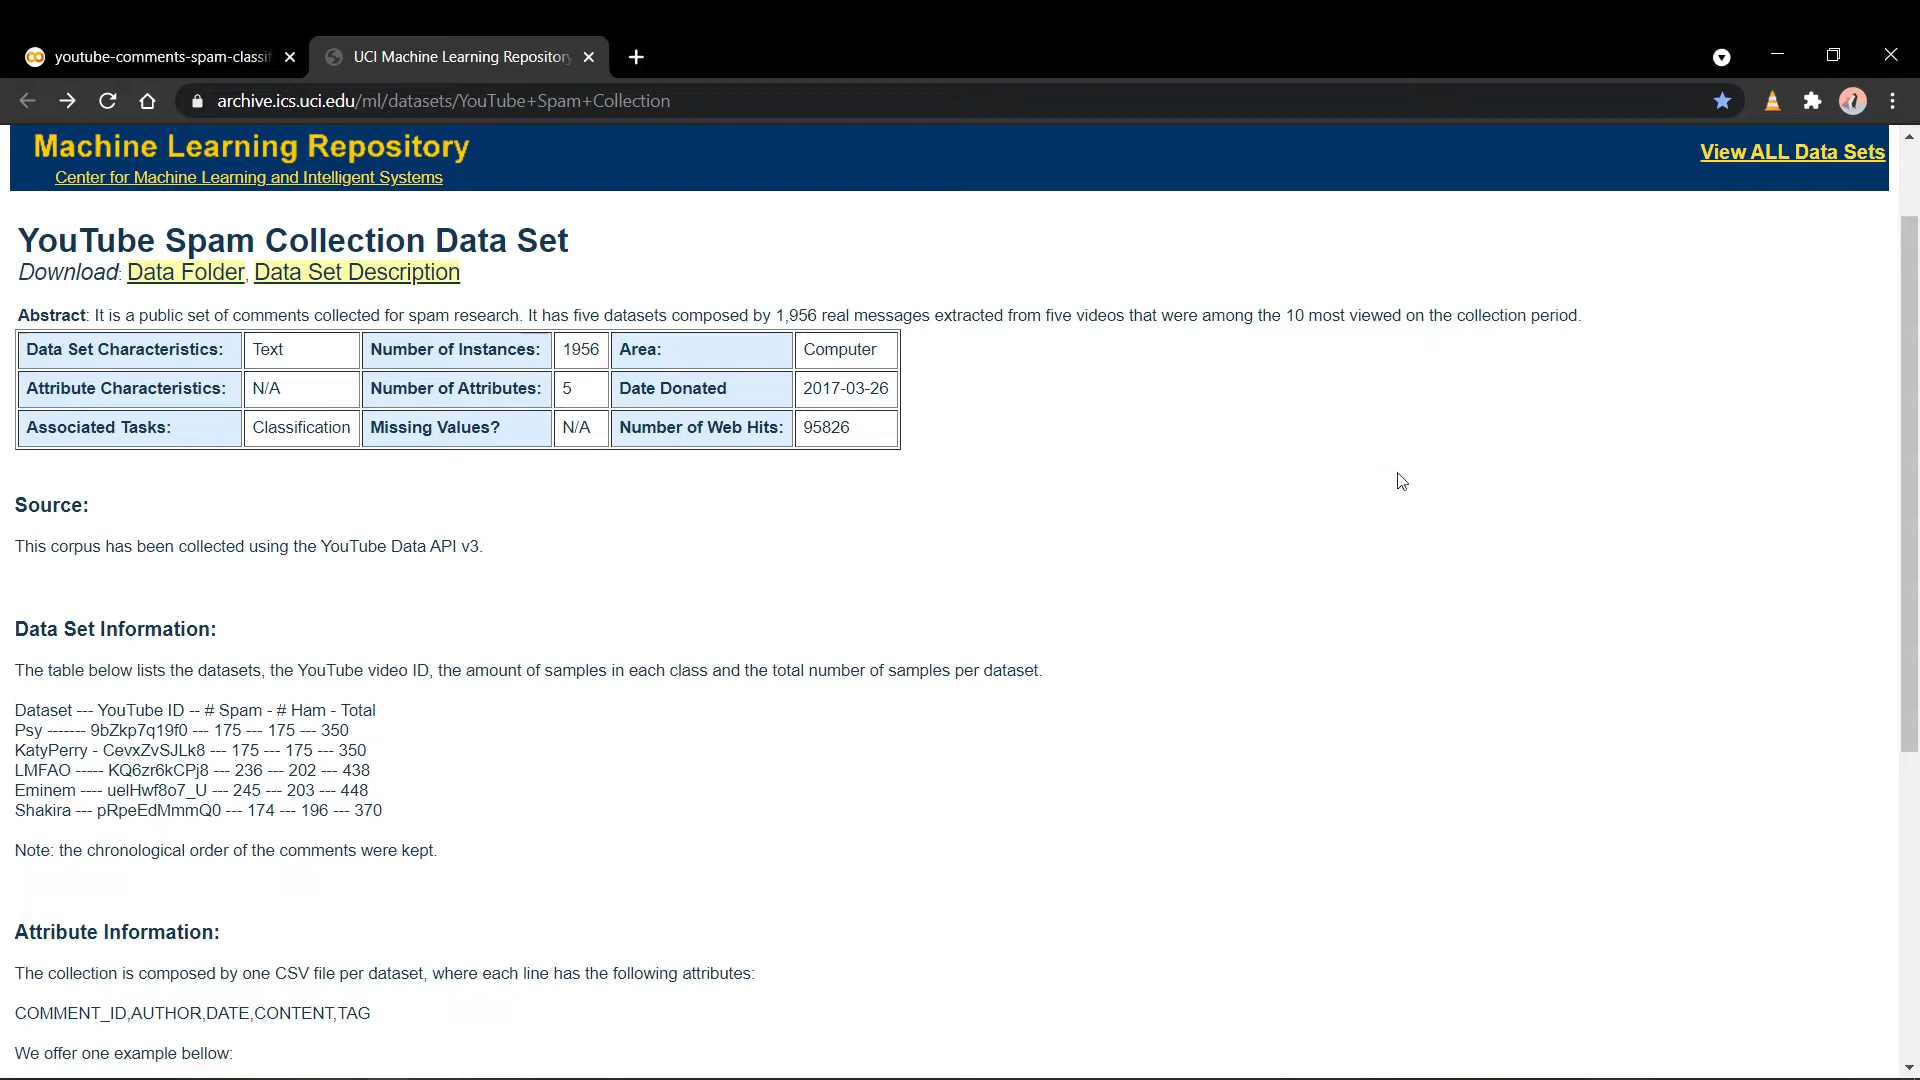 youtube-comments-spam-classif
UCI Machine Learning Repository
archive.ics.uci.edu/ml/datasets/YouTube+Spam+Collection
Machine Learning Repository
Center for Machine Learning and Intelligent Systems
View ALL Data Sets
YouTube Spam Collection Data Set
Download: Data Folder, Data Set Description
Abstract: It is a public set of comments collected for spam research. It has five datasets composed by 1,956 real messages extracted from five videos that were among the 10 most viewed on the collection period.
Data Set Characteristics: Text Number of Instances: 1956 Area: Computer
Attribute Characteristics: N/A Number of Attributes: 5 Date Donated 2017-03-26
Associated Tasks: Classification Missing Values? N/A Number of Web Hits: 95826
Source:
This corpus has been collected using the YouTube Data API v3.
Data Set Information:
The table below lists the datasets, the YouTube video ID, the amount of samples in each class and the total number of samples per dataset.
Dataset --- YouTube ID -- # Spam - # Ham - Total
Psy ------- 9bZkp7q19f0 --- 175 --- 175 --- 350
KatyPerry - CevxZvSJLk8 --- 175 --- 175 --- 350
LMFAO ----- KQ6zr6kCPj8 --- 236 --- 202 --- 438
Eminem ---- uelHwf8o7_U --- 245 --- 203 --- 448
Shakira --- pRpeEdMmmQ0 --- 174 --- 196 --- 370
Note: the chronological order of the comments were kept.
Attribute Information:
The collection is composed by one CSV file per dataset, where each line has the following attributes:
COMMENT_ID,AUTHOR,DATE,CONTENT,TAG
We offer one example bellow: